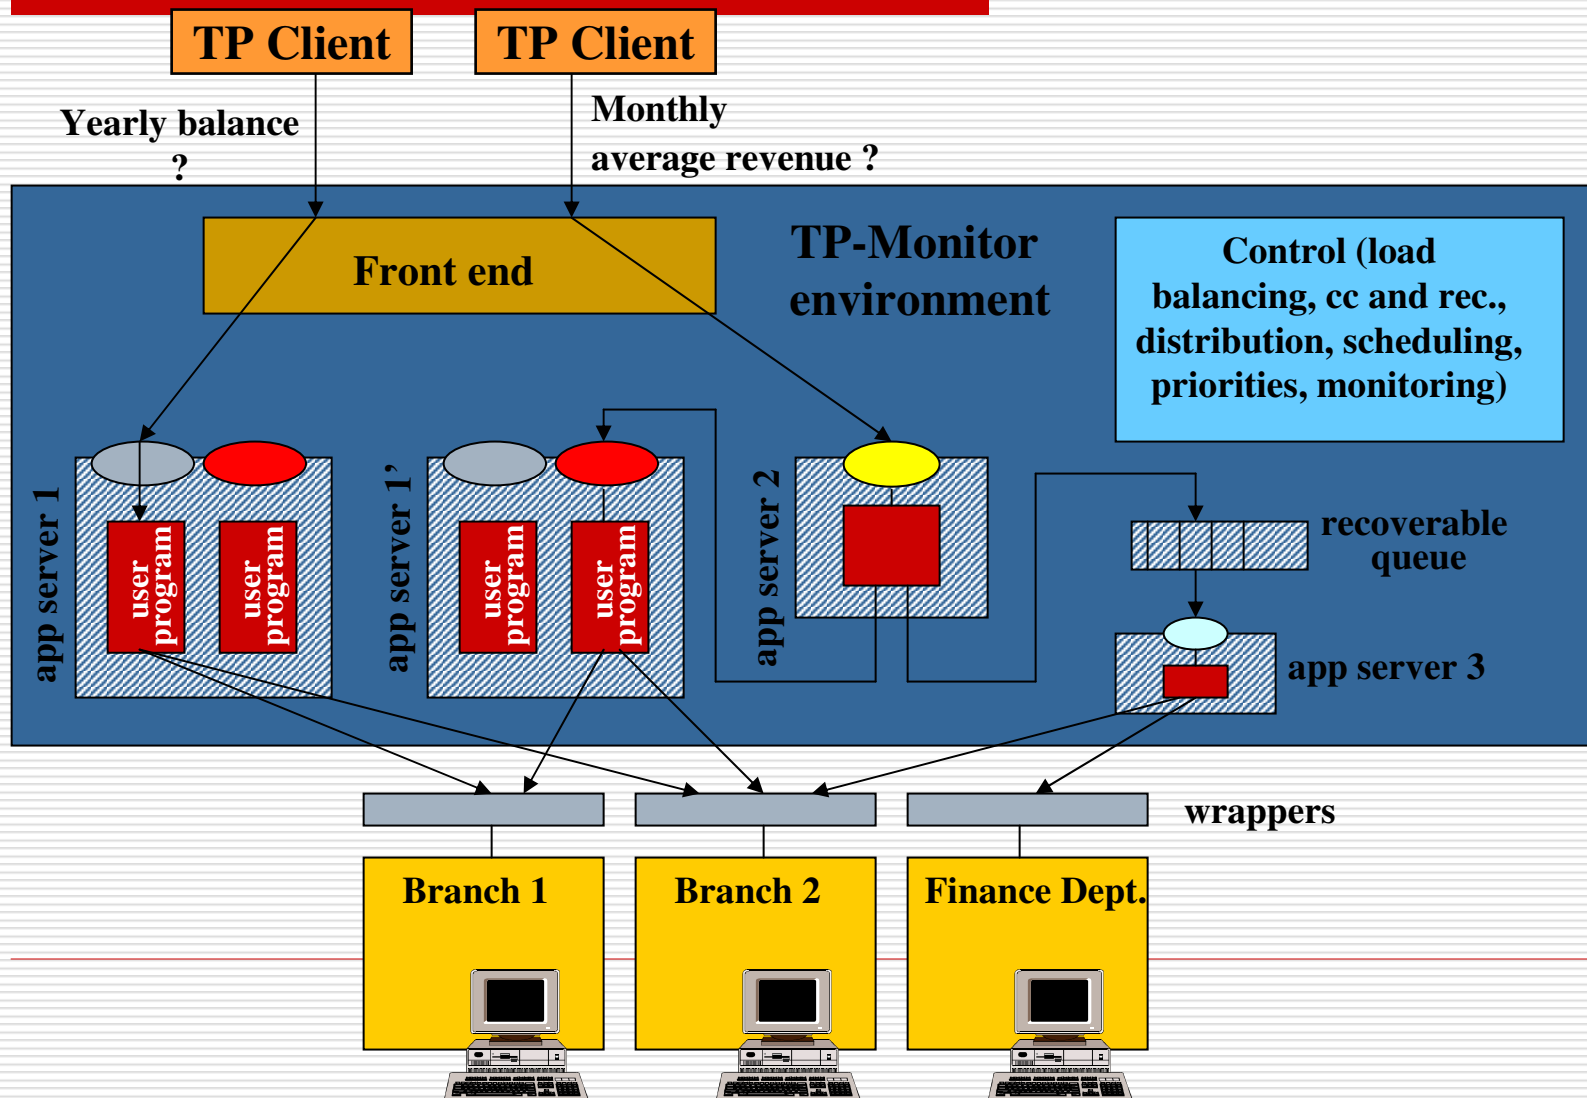 TP Client
TP Client
Yearly balance
?
Monthly
average revenue ?
Front end
TP-Monitor
environment
Control (load
balancing, cc and rec.,
distribution, scheduling,
priorities, monitoring)
app server 1
user
program
user
program
app server 1’
user
program
user
program
app server 2
recoverable
queue
app server 3
wrappers
Branch 1
Branch 2
Finance Dept.